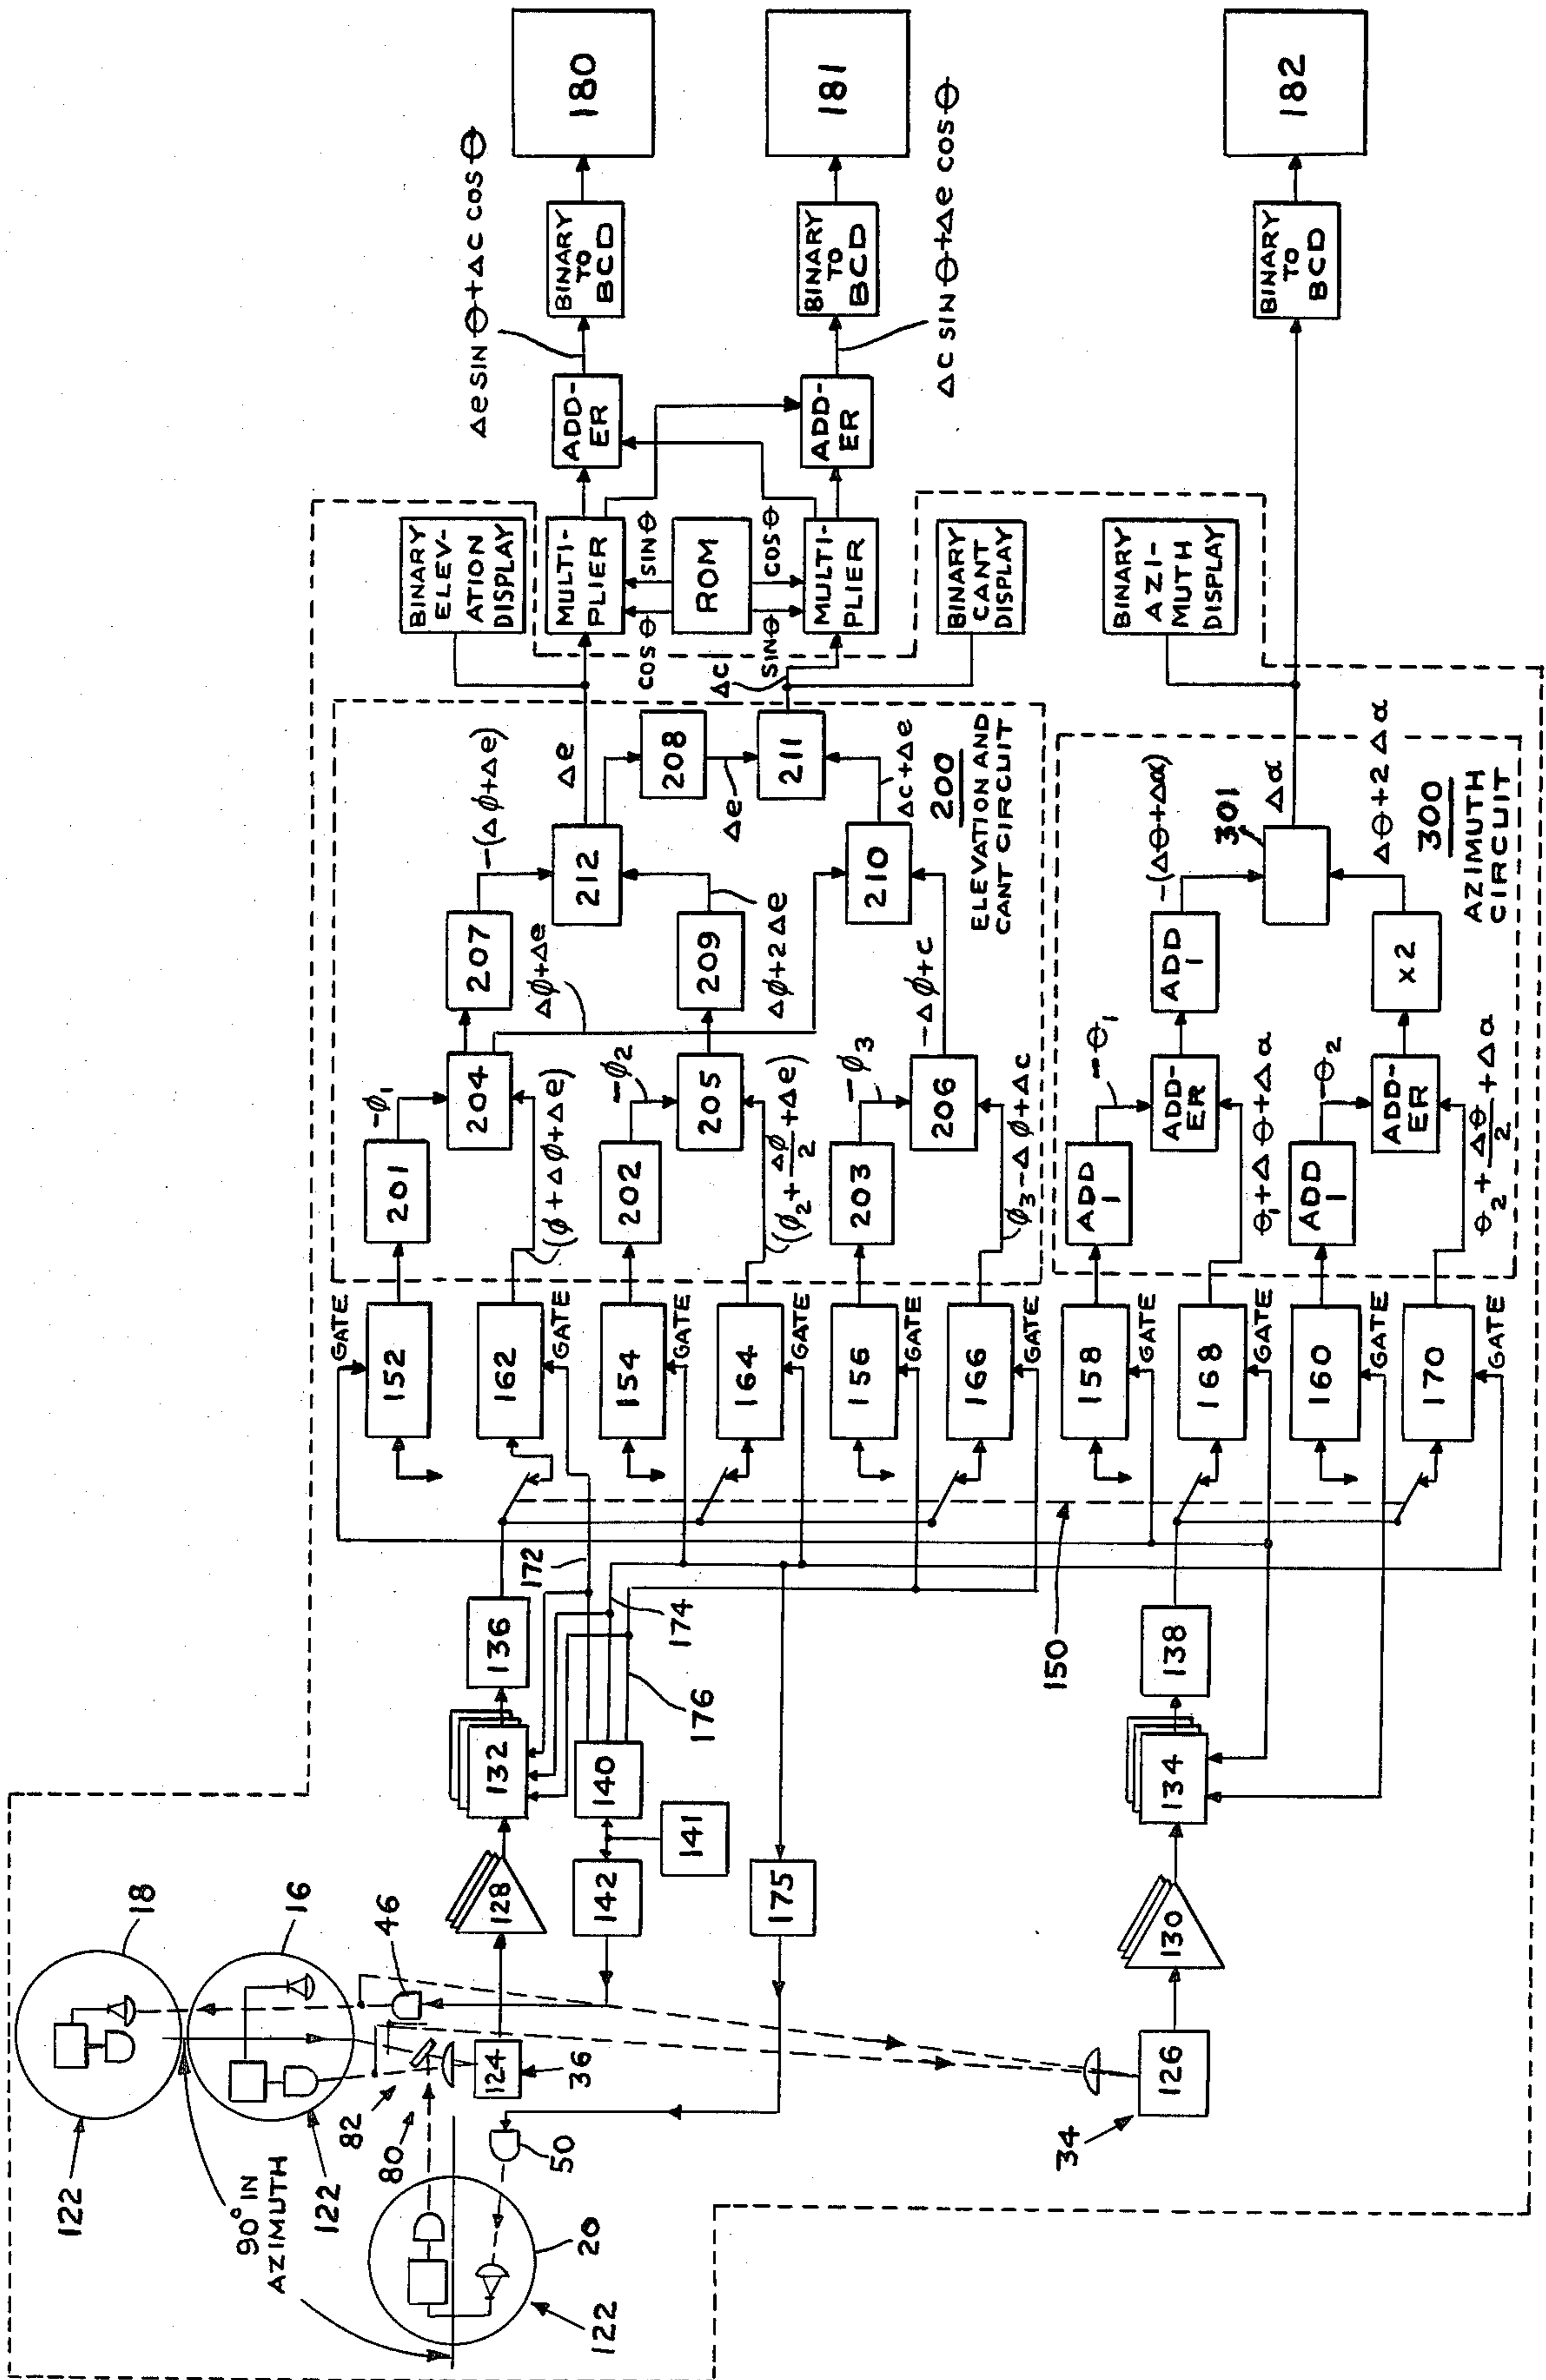 180
181
182
Δe SIN Θ + Δc COS Θ
BINARY
TO
BCD
BINARY
TO
BCD
Δc SIN Θ + Δe COS Θ
BINARY
TO
BCD
ADD-
ER
ADD-
ER
BINARY
ELEV-
ATION
DISPLAY
MULTI-
PLIER
SIN Θ
COS Θ
ROM
COS Θ
SIN Θ
MULTI-
PLIER
BINARY
CANT
DISPLAY
BINARY
AZI-
MUTH
DISPLAY
Δc
Δe
-(Δφ+Δe)
208
Δe
211
Δc+Δe
212
207
Δφ+Δe
209
Δφ+2Δe
210
-Δφ+c
200
ELEVATION AND
CANT CIRCUIT
-φ1
204
201
(φ+Δφ+Δe)
-φ2
205
202
(φ2+Δφ/2+Δe)
-φ3
206
203
φ3-Δφ+Δc
-(Δθ+Δα)
301
Δα
Δθ+2Δα
300
AZIMUTH
CIRCUIT
ADD
1
X2
-θ1
ADD-
ER
ADD
1
θ1+Δθ+Δa
-θ2
ADD-
ER
ADD
1
θ2+Δθ/2+Δa
GATE
152
162
GATE
154
GATE
164
GATE
156
GATE
166
GATE
158
GATE
168
GATE
160
GATE
170
GATE
172
174
176
150
136
132
140
141
142
128
175
138
134
130
18
16
46
122
122
90° IN
AZIMUTH
82
80
124
36
50
20
122
34
126